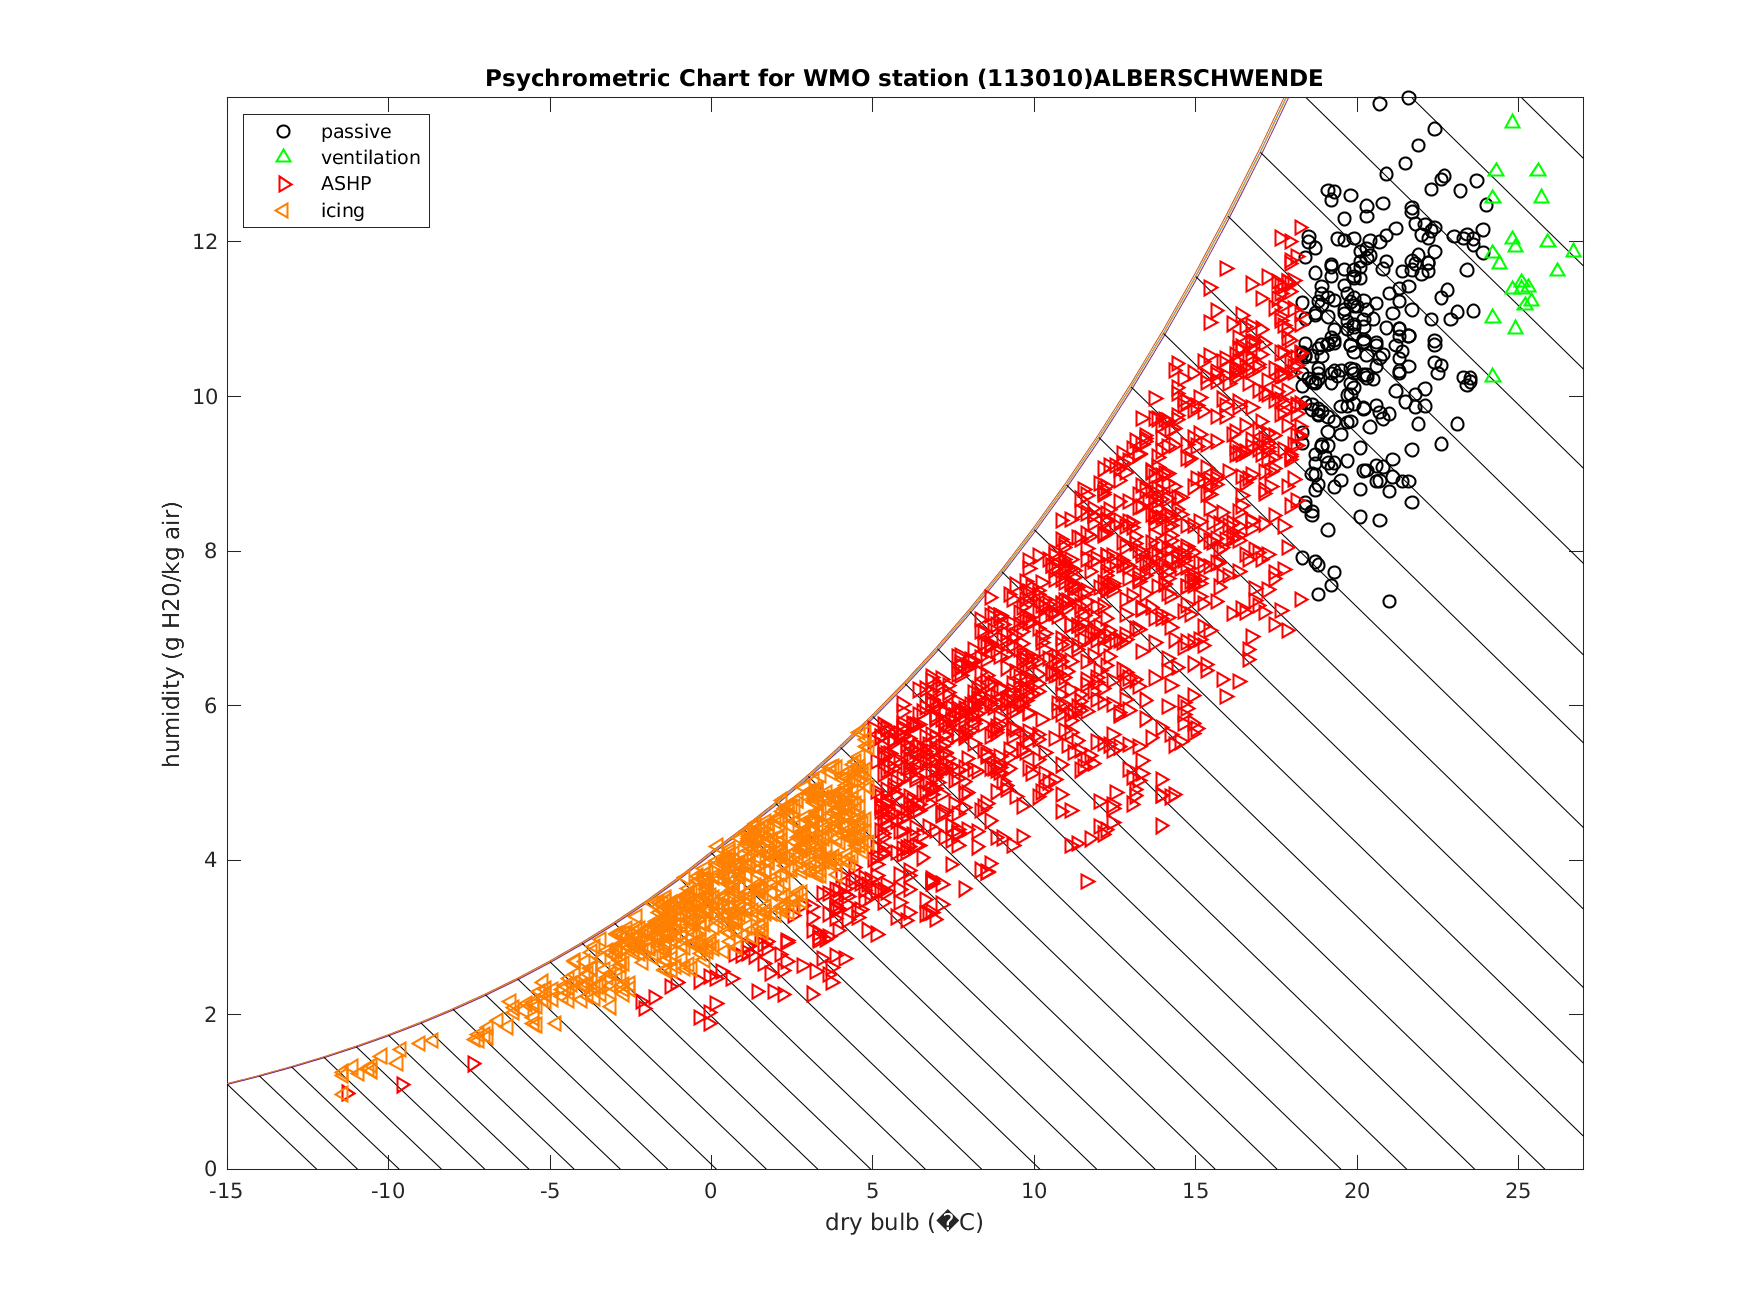 Psychrometric Chart for WMO station (113010)ALBERSCHWENDE
passive
ventilation
ASHP
icing
humidity (g H20/kg air)
12
10
8
6
4
2
0
-15 -10 -5 0 5 10 15 20 25
dry bulb (�C)